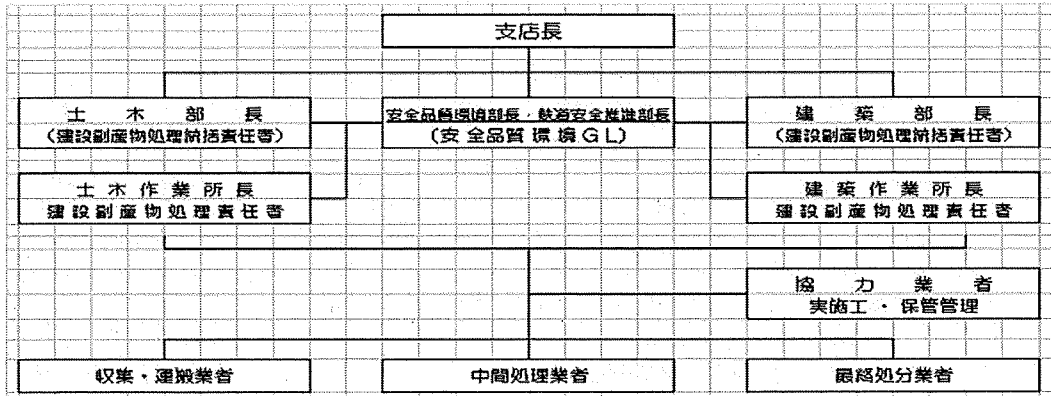 支店長
土木部長
(建設副産物処理統括責任者)
安全品質環境部長・鉄道安全推進部長
(安全品質環境GL)
建築部長
(建設副産物処理統括責任者)
土木作業所長
建設副産物処理責任者
建築作業所長
建設副産物処理責任者
協力業者
実施工・保管管理
収集・運搬業者
中間処理業者
最終処分業者